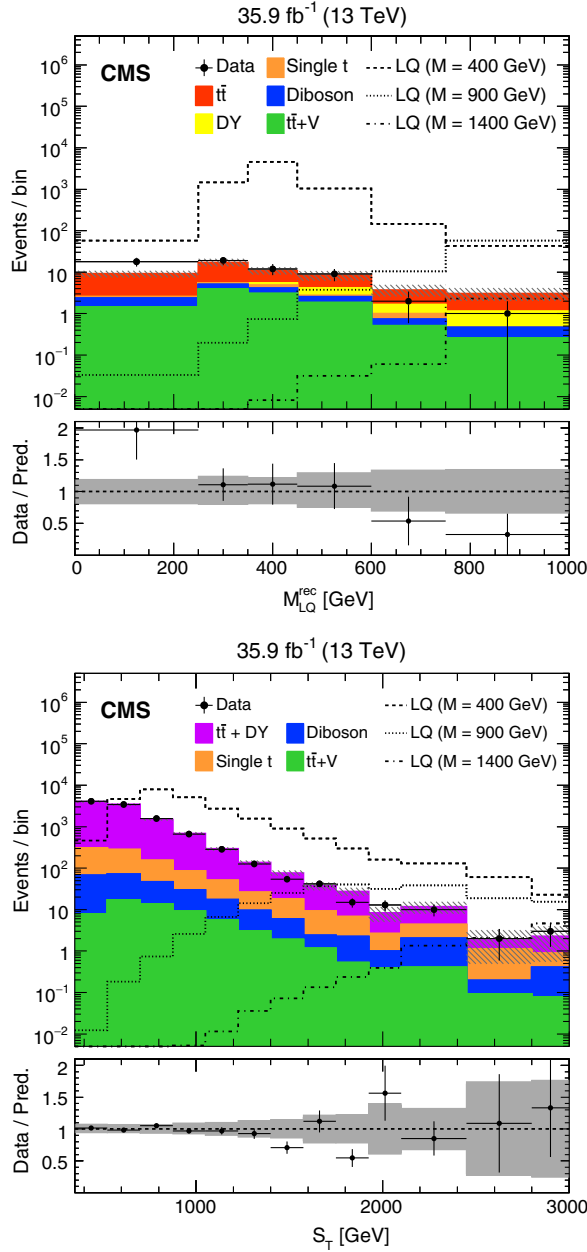 35.9 fb⁻¹ (13 TeV)
CMS
Data
Single t
LQ (M = 400 GeV)
tt̄
Diboson
LQ (M = 900 GeV)
DY
tt̄+V
LQ (M = 1400 GeV)
Events / bin
10⁶
10⁵
10⁴
10³
10²
10
1
10⁻¹
10⁻²
Data / Pred.
2
1.5
1
0.5
0 200 400 600 800 1000
M_LQ^rec [GeV]
35.9 fb⁻¹ (13 TeV)
CMS
Data
LQ (M = 400 GeV)
tt̄ + DY
Diboson
LQ (M = 900 GeV)
Single t
tt̄+V
LQ (M = 1400 GeV)
Events / bin
10⁶
10⁵
10⁴
10³
10²
10
1
10⁻¹
10⁻²
Data / Pred.
2
1.5
1
0.5
1000 2000 3000
S_T [GeV]